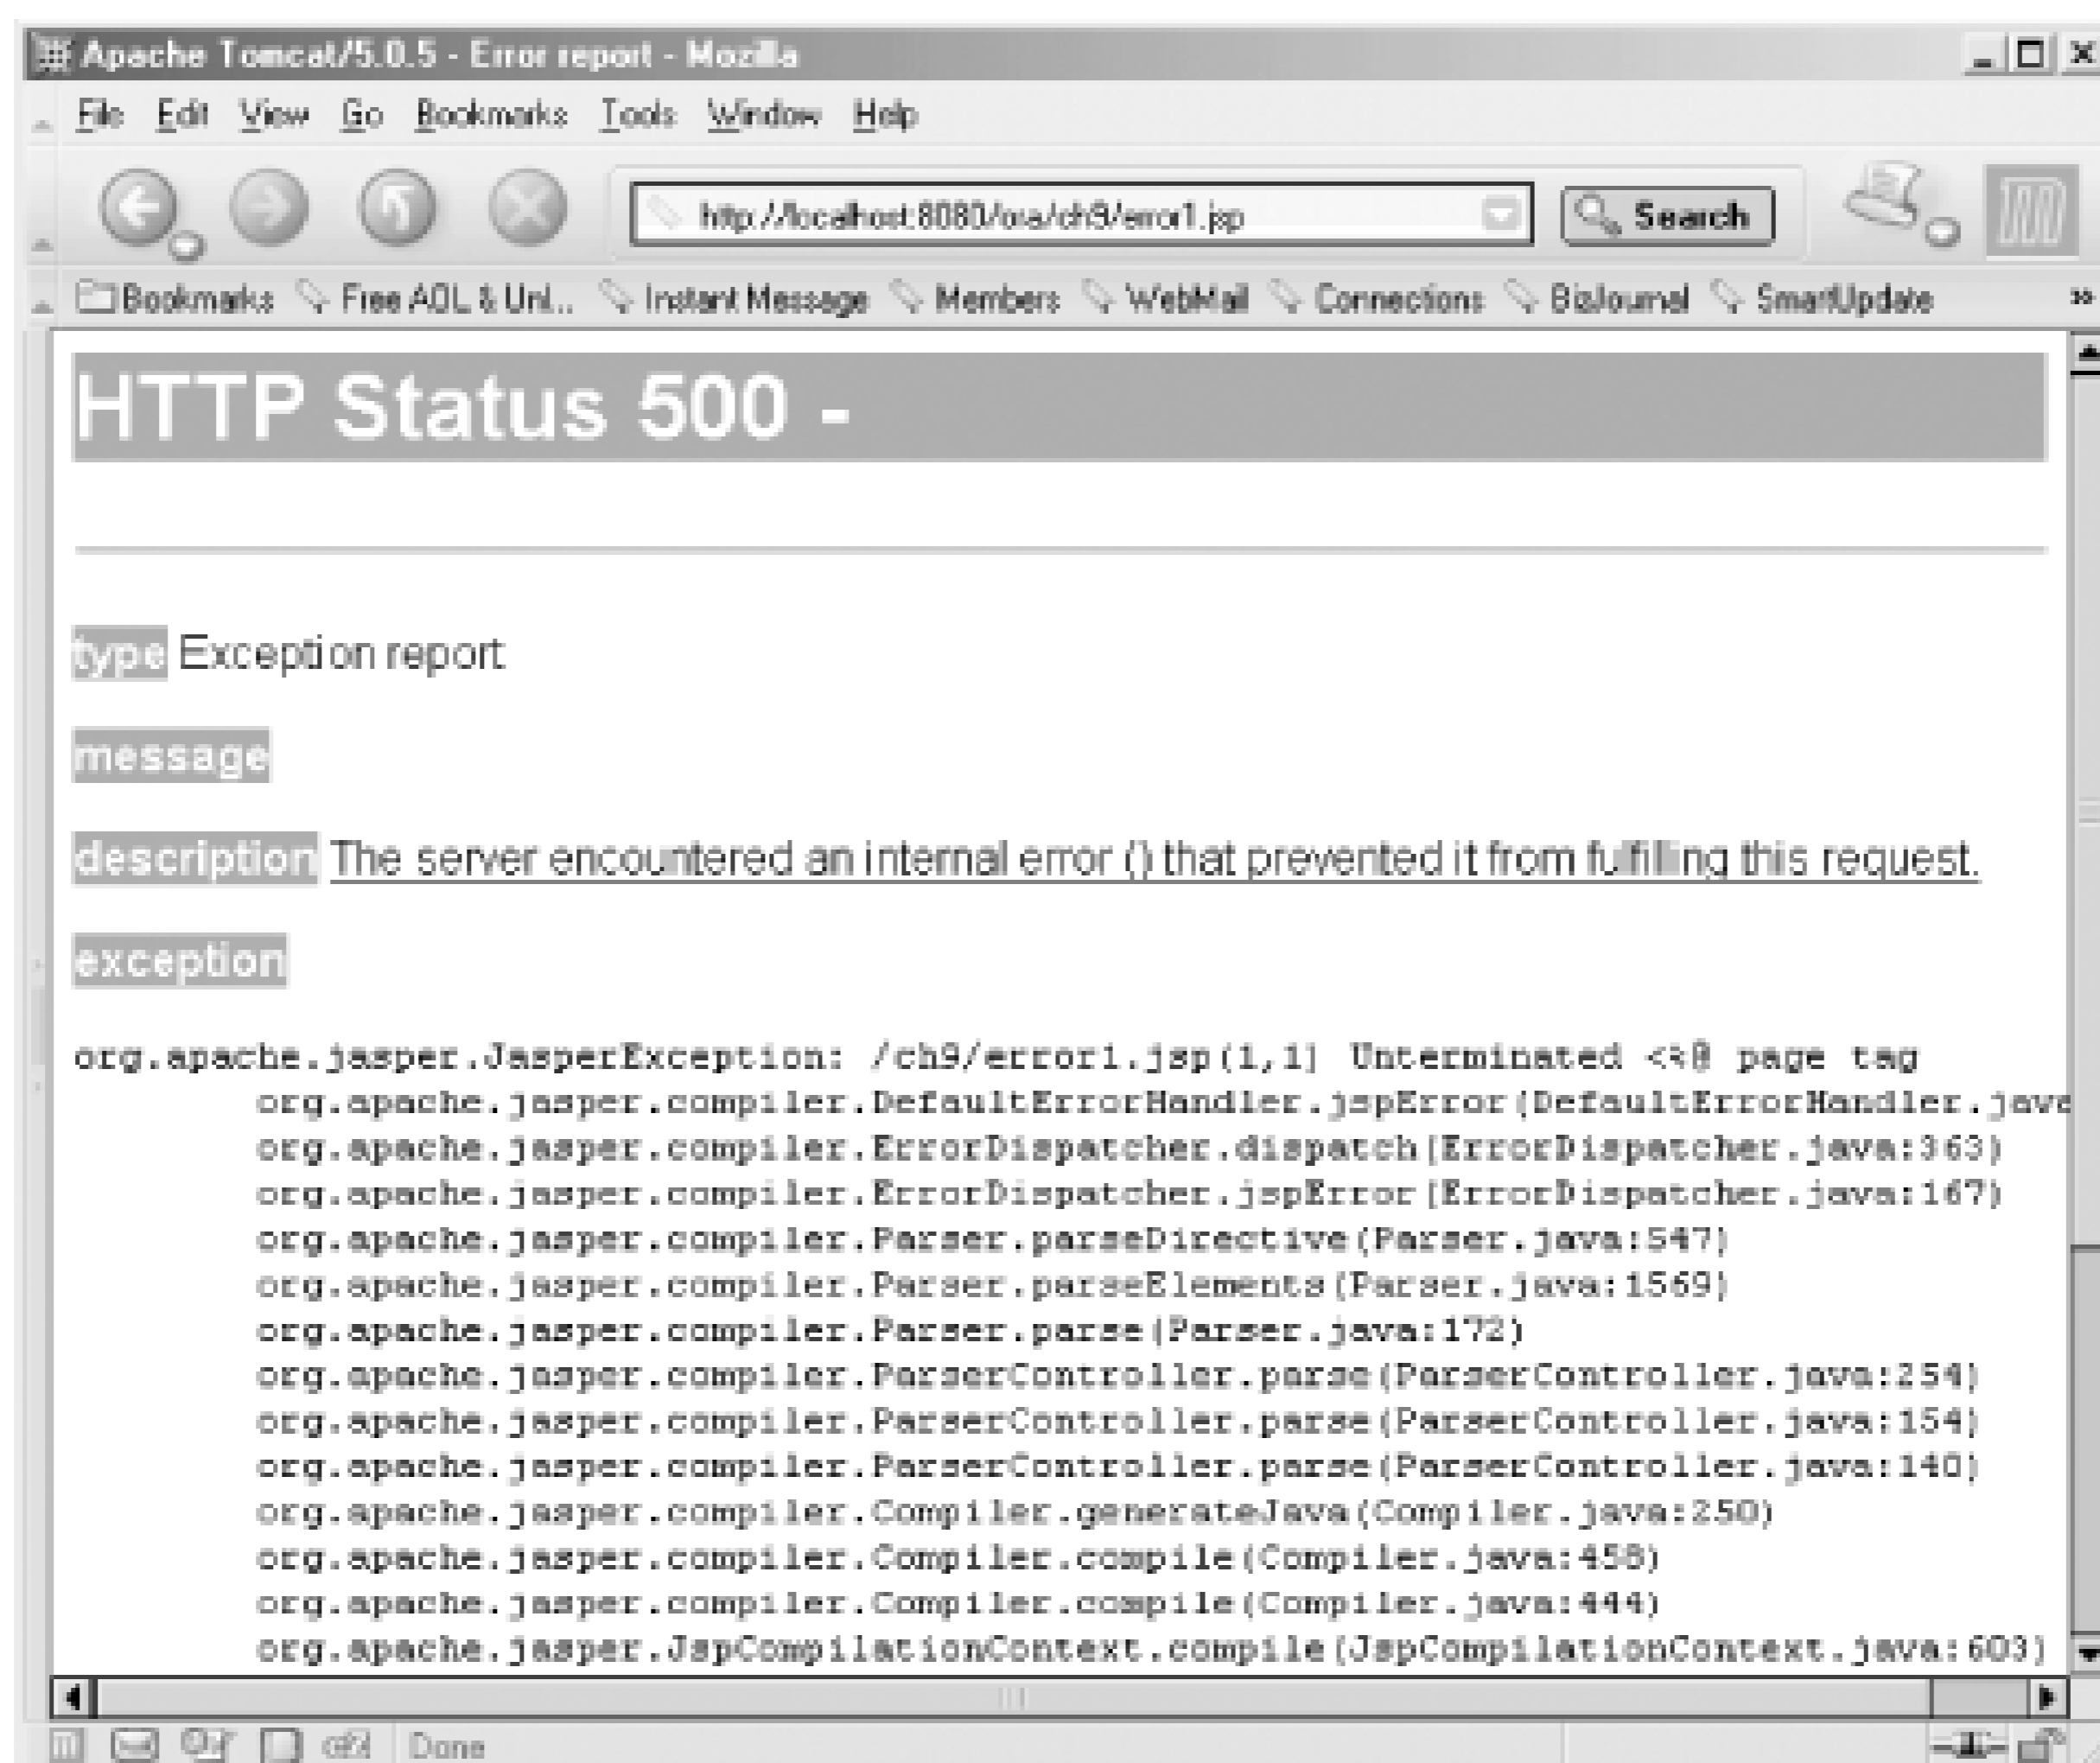 Apache Tomcat/5.0.5 - Error report - Mozilla
File Edit View Go Bookmarks Tools Window Help
http://localhost:8080/ora/ch9/error1.jsp Search
Bookmarks Free AOL & Unl... Instant Message Members WebMail Connections BizJournal SmartUpdate »
HTTP Status 500 -
type Exception report
message
description The server encountered an internal error () that prevented it from fulfilling this request.
exception
org.apache.jasper.JasperException: /ch9/error1.jsp(1,1) Unterminated <%@ page tag
org.apache.jasper.compiler.DefaultErrorHandler.jspError(DefaultErrorHandler.java
org.apache.jasper.compiler.ErrorDispatcher.dispatch(ErrorDispatcher.java:363)
org.apache.jasper.compiler.ErrorDispatcher.jspError(ErrorDispatcher.java:167)
org.apache.jasper.compiler.Parser.parseDirective(Parser.java:547)
org.apache.jasper.compiler.Parser.parseElements(Parser.java:1569)
org.apache.jasper.compiler.Parser.parse(Parser.java:172)
org.apache.jasper.compiler.ParserController.parse(ParserController.java:254)
org.apache.jasper.compiler.ParserController.parse(ParserController.java:154)
org.apache.jasper.compiler.ParserController.parse(ParserController.java:140)
org.apache.jasper.compiler.Compiler.generateJava(Compiler.java:250)
org.apache.jasper.compiler.Compiler.compile(Compiler.java:458)
org.apache.jasper.compiler.Compiler.compile(Compiler.java:444)
org.apache.jasper.JspCompilationContext.compile(JspCompilationContext.java:603)
Done